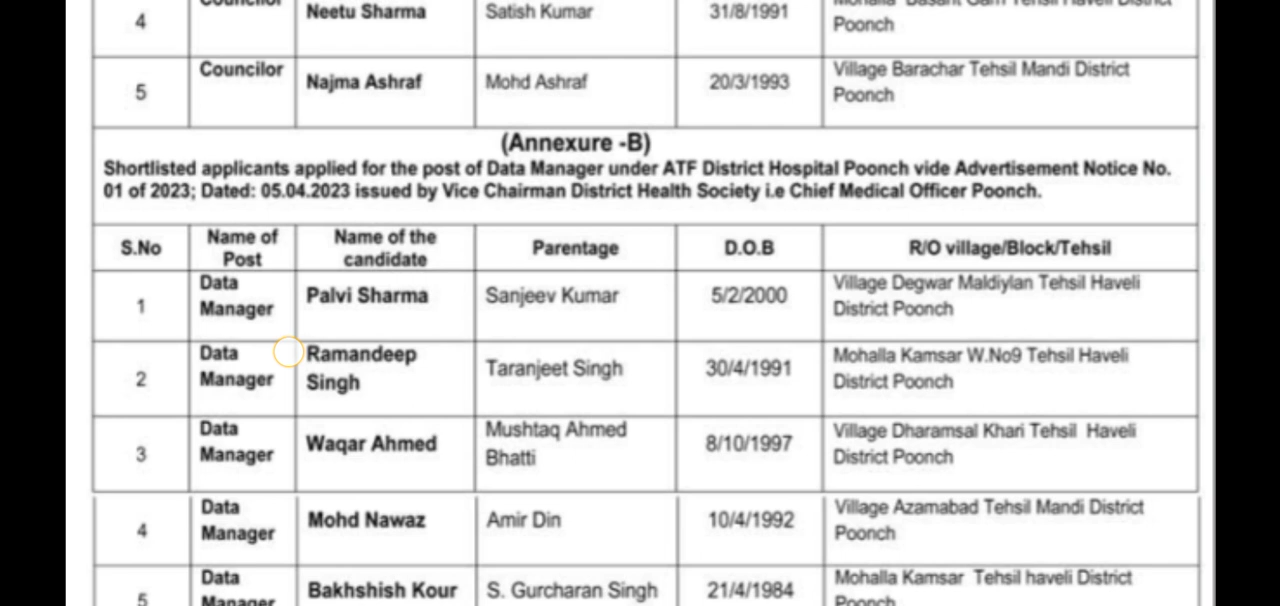 4 Councilor Neetu Sharma Satish Kumar 31/8/1991 Mohalla Basant Gam Tehsil Haveli District
Poonch
5 Councilor Najma Ashraf Mohd Ashraf 20/3/1993 Village Barachar Tehsil Mandi District
Poonch
(Annexure -B)
Shortlisted applicants applied for the post of Data Manager under ATF District Hospital Poonch vide Advertisement Notice No.
01 of 2023; Dated: 05.04.2023 issued by Vice Chairman District Health Society i.e Chief Medical Officer Poonch.
S.No Name of Name of the Parentage D.O.B R/O village/Block/Tehsil
Post candidate
1 Data Palvi Sharma Sanjeev Kumar 5/2/2000 Village Degwar Maldiylan Tehsil Haveli
Manager District Poonch
2 Data Ramandeep Taranjeet Singh 30/4/1991 Mohalla Kamsar W.No9 Tehsil Haveli
Manager Singh District Poonch
3 Data Waqar Ahmed Mushtaq Ahmed 8/10/1997 Village Dharamsal Khari Tehsil Haveli
Manager Bhatti District Poonch
4 Data Mohd Nawaz Amir Din 10/4/1992 Village Azamabad Tehsil Mandi District
Manager Poonch
5 Data Bakhshish Kour S. Gurcharan Singh 21/4/1984 Mohalla Kamsar Tehsil haveli District
Manager Poonch